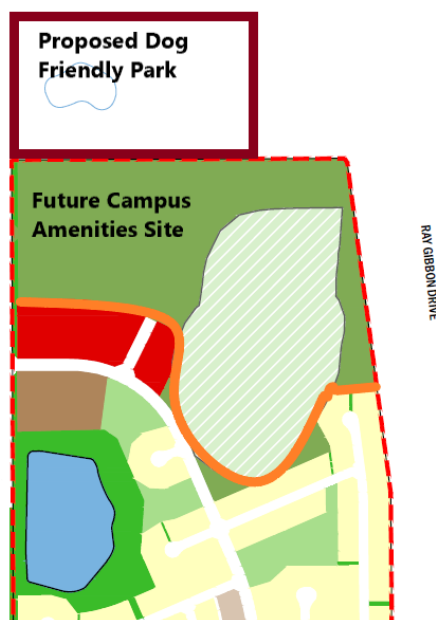 Proposed Dog
Friendly Park
Future Campus
Amenities Site
RAY GIBBON DRIVE